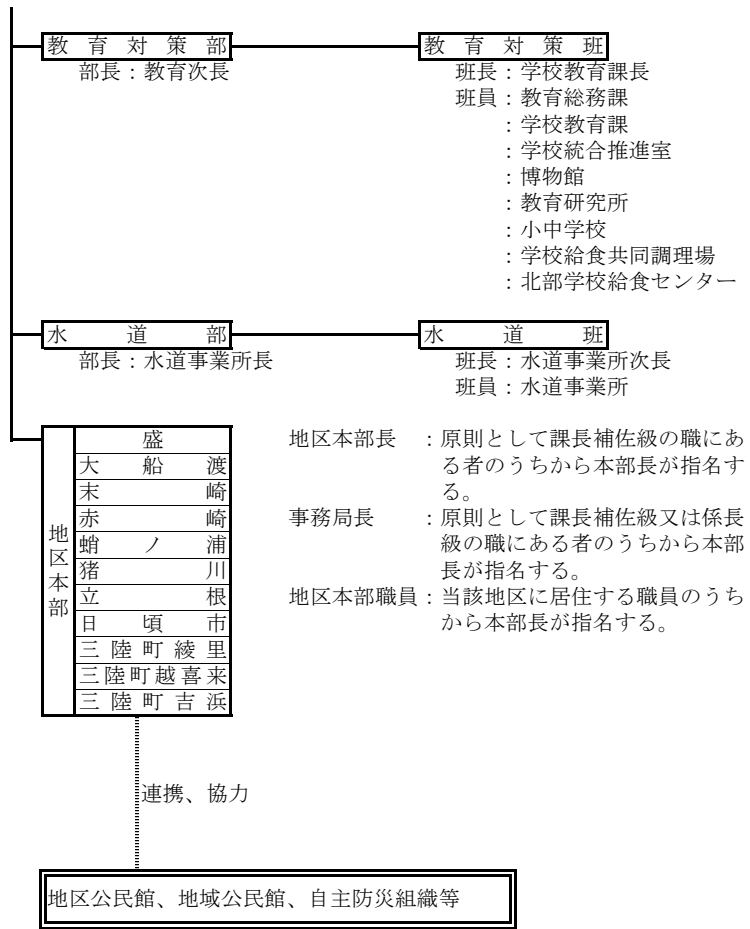 教育対策部
教育対策班
部長：教育次長
班長：学校教育課長
班員：教育総務課
：学校教育課
：学校統合推進室
：博物館
：教育研究所
：小中学校
：学校給食共同調理場
：北部学校給食センター
水道部
水道班
部長：水道事業所長
班長：水道事業所次長
班員：水道事業所
地区本部
盛
大船渡
末崎
赤崎
蛸ノ浦
猪川
立根
日頃市
三陸町綾里
三陸町越喜来
三陸町吉浜
地区本部長：原則として課長補佐級の職にあ
る者のうちから本部長が指名す
る。
事務局長：原則として課長補佐級又は係長
級の職にある者のうちから本部
長が指名する。
地区本部職員：当該地区に居住する職員のうち
から本部長が指名する。
連携、協力
地区公民館、地域公民館、自主防災組織等